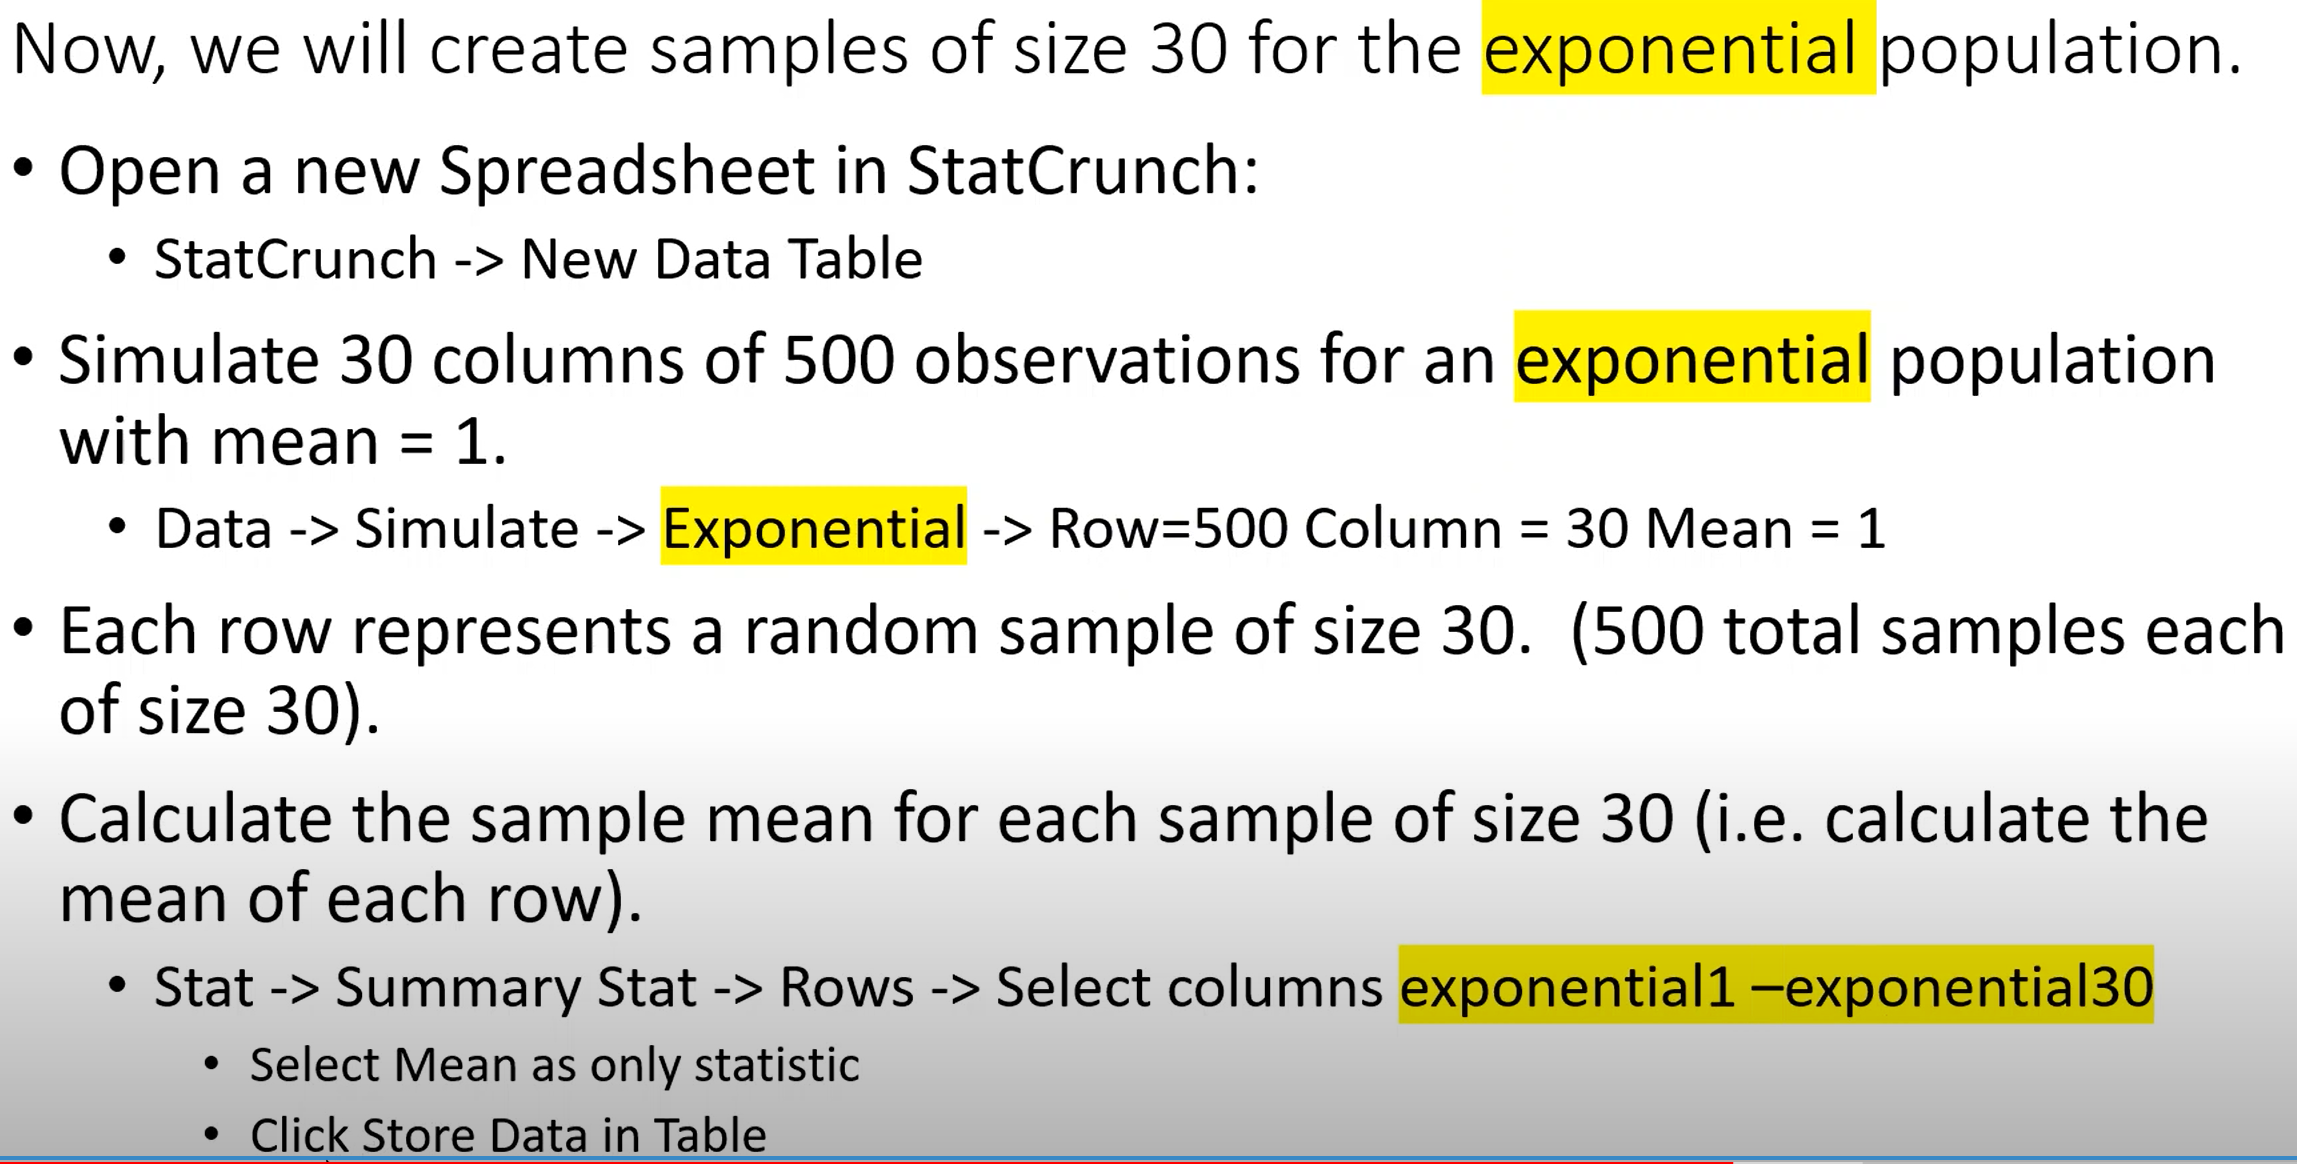 Now, we will create samples of size 30 for the exponential population.
• Open a new Spreadsheet in StatCrunch:
• StatCrunch -> New Data Table
• Simulate 30 columns of 500 observations for an exponential population
with mean = 1.
• Data -> Simulate -> Exponential -> Row=500 Column = 30 Mean = 1
• Each row represents a random sample of size 30.  (500 total samples each
of size 30).
• Calculate the sample mean for each sample of size 30 (i.e. calculate the
mean of each row).
• Stat -> Summary Stat -> Rows -> Select columns exponential1 –exponential30
• Select Mean as only statistic
• Click Store Data in Table